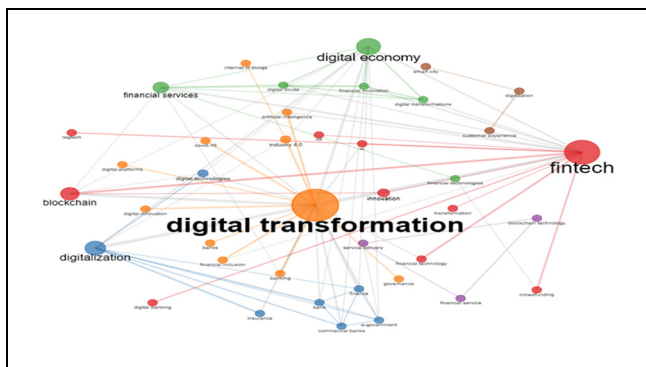 digital economy
internet of things
smart city
financial services
digital divide
financial innovation
digitization
digital transformations
artificial intelligence
regtech
customer experience
covid-19
industry 4.0
fintech
digital platforms
digital technologies
financial technologies
blockchain
innovation
digital innovation
transformation
digital transformation
blockchain technology
banks
service delivery
digitalization
financial inclusion
financial technology
banking
governance
finance
crowdfunding
digital banking
bank
financial service
insurance
commercial banks
e-government